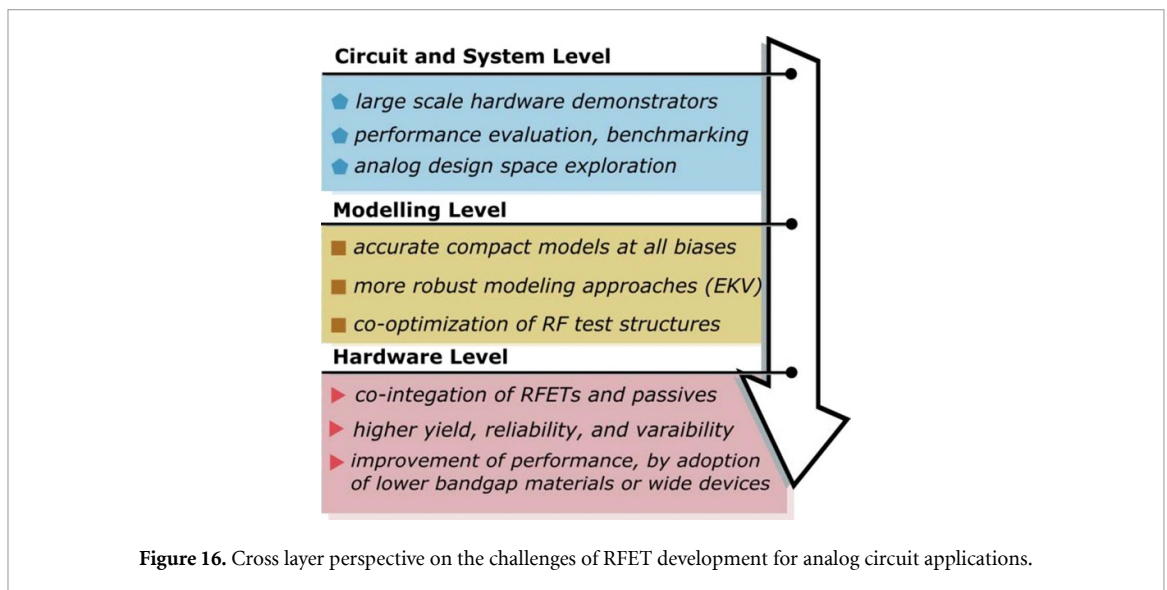 Circuit and System Level
large scale hardware demonstrators
performance evaluation, benchmarking
analog design space exploration
Modelling Level
accurate compact models at all biases
more robust modeling approaches (EKV)
co-optimization of RF test structures
Hardware Level
co-integation of RFETs and passives
higher yield, reliability, and varaibility
improvement of performance, by adoption
of lower bandgap materials or wide devices
Figure 16. Cross layer perspective on the challenges of RFET development for analog circuit applications.